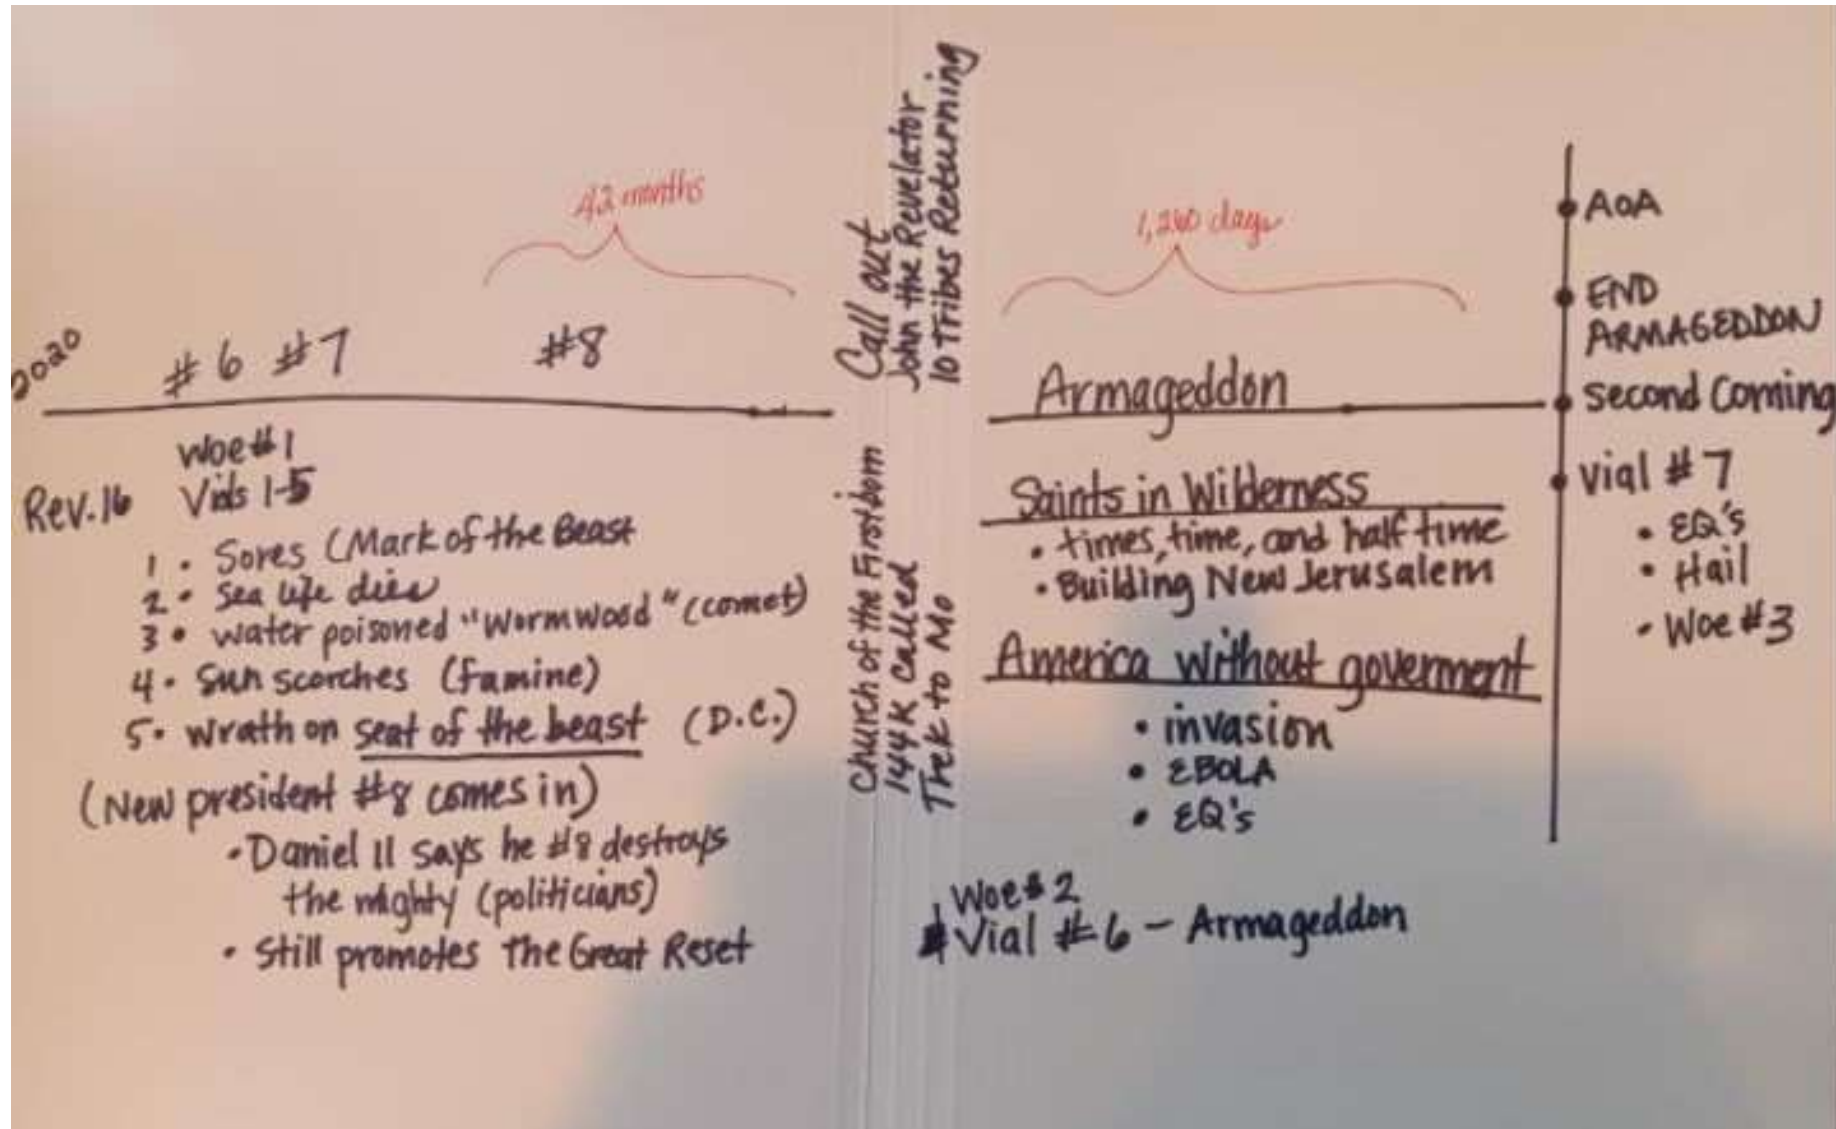 2020
42 months
#6 #7
#8
Woe#1
Rev. 16
Vials 1-5
1 • Sores (Mark of the Beast
2 • Sea life dies
3 • water poisoned "Wormwood" (comet)
4 • Sun scorches (famine)
5 • wrath on seat of the beast (D.C.)
(New president #8 comes in)
• Daniel 11 says he #8 destroys
the mighty (politicians)
• Still promotes The Great Reset
Call out
John the Revelator
10 Tribes Returning
Church of the Firstborn
144K called
Trek to Mo
1,260 days
Armageddon
Saints in Wilderness
• times, time, and half time
• Building New Jerusalem
America without goverment
• invasion
• EBOLA
• EQ's
Woe# 2
Vial #6 - Armageddon
• AOA
• END
ARMAGEDDON
• Second Coming
• Vial #7
• EQ's
• Hail
• Woe #3